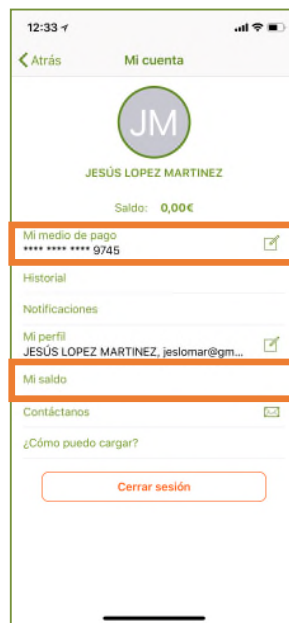 12:33
Atrás
Mi cuenta
JM
JESÚS LOPEZ MARTINEZ
Saldo: 0,00€
Mi medio de pago
**** **** **** 9745
Historial
Notificaciones
Mi perfil
JESÚS LOPEZ MARTINEZ, jeslomar@gm...
Mi saldo
Contáctanos
¿Cómo puedo cargar?
Cerrar sesión